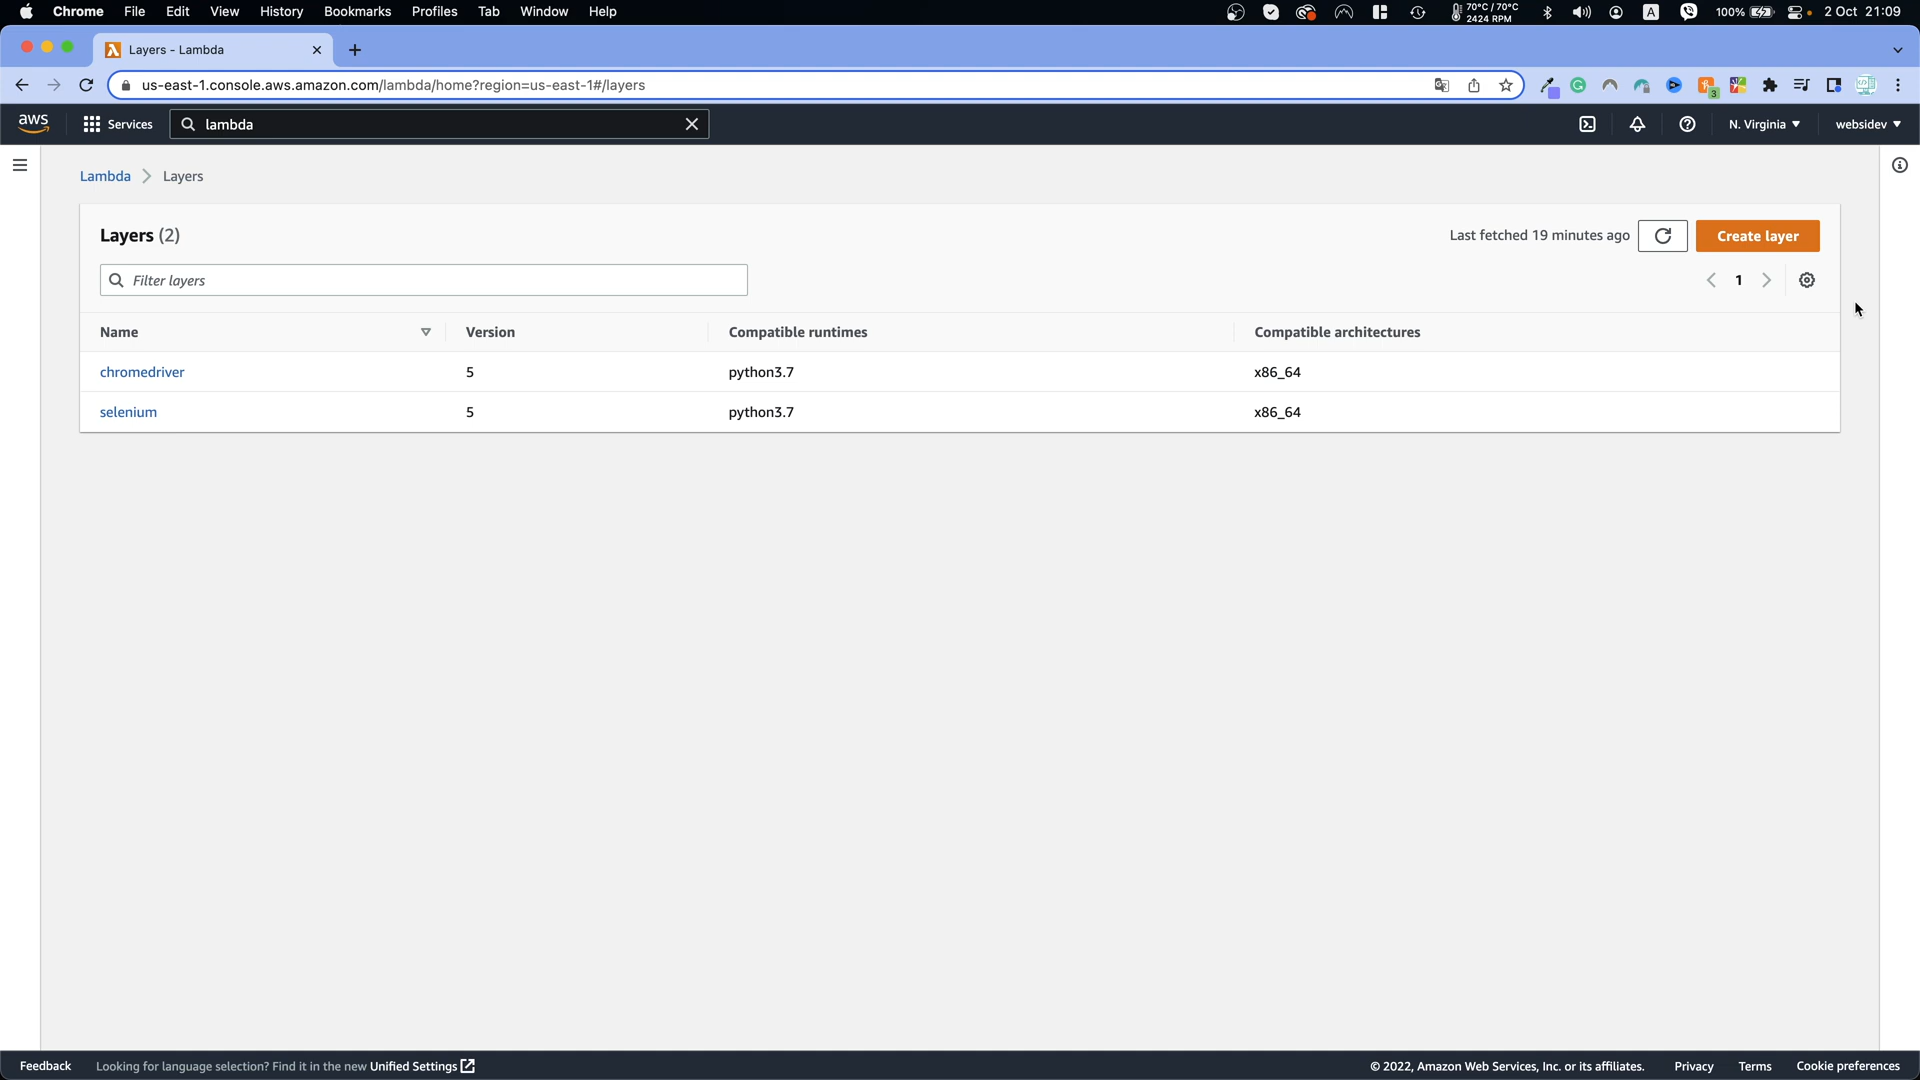 Chrome File Edit View History Bookmarks Profiles Tab Window Help 70°C / 70°C 2424 RPM A 100% 2 Oct 21:09
Layers - Lambda
us-east-1.console.aws.amazon.com/lambda/home?region=us-east-1#/layers 3
aws Services lambda N. Virginia websidev
Lambda Layers
Layers (2) Last fetched 19 minutes ago Create layer
Filter layers 1
Name Version Compatible runtimes Compatible architectures
chromedriver 5 python3.7 x86_64
selenium 5 python3.7 x86_64
Feedback Looking for language selection? Find it in the new Unified Settings © 2022, Amazon Web Services, Inc. or its affiliates. Privacy Terms Cookie preferences